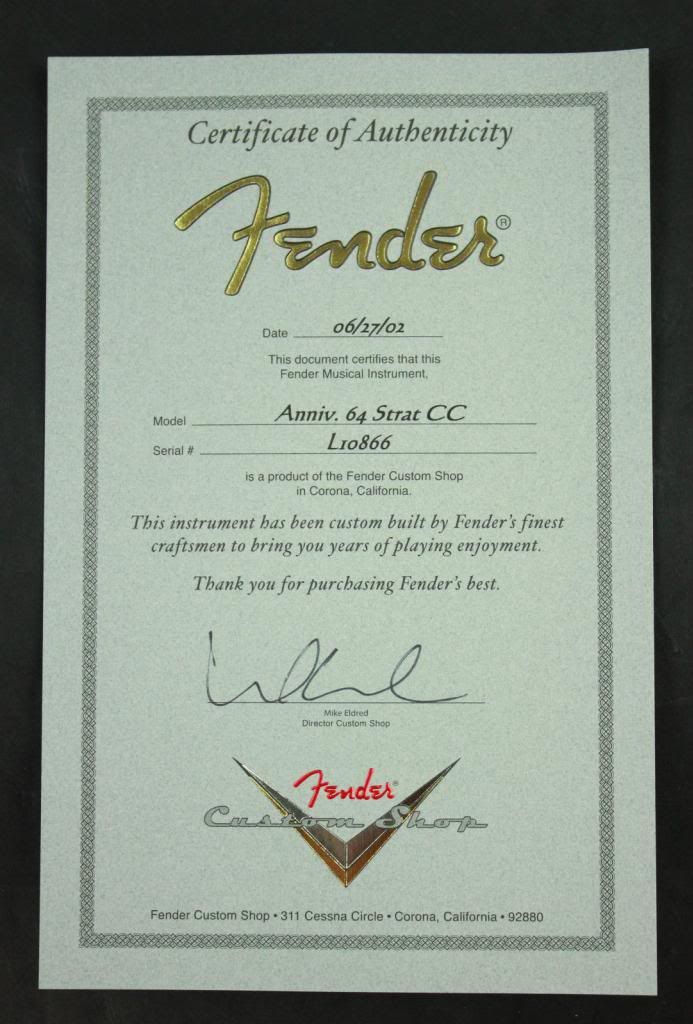 Certificate of Authenticity
Fender®
Date 06/27/02
This document certifies that this
Fender Musical Instrument,
Model Anniv. 64 Strat CC
Serial # L10866
is a product of the Fender Custom Shop
in Corona, California.
This instrument has been custom built by Fender's finest
craftsmen to bring you years of playing enjoyment.
Thank you for purchasing Fender's best.
Mike Eldred
Director Custom Shop
Fender®
Custom Shop
Fender Custom Shop • 311 Cessna Circle • Corona, California • 92880